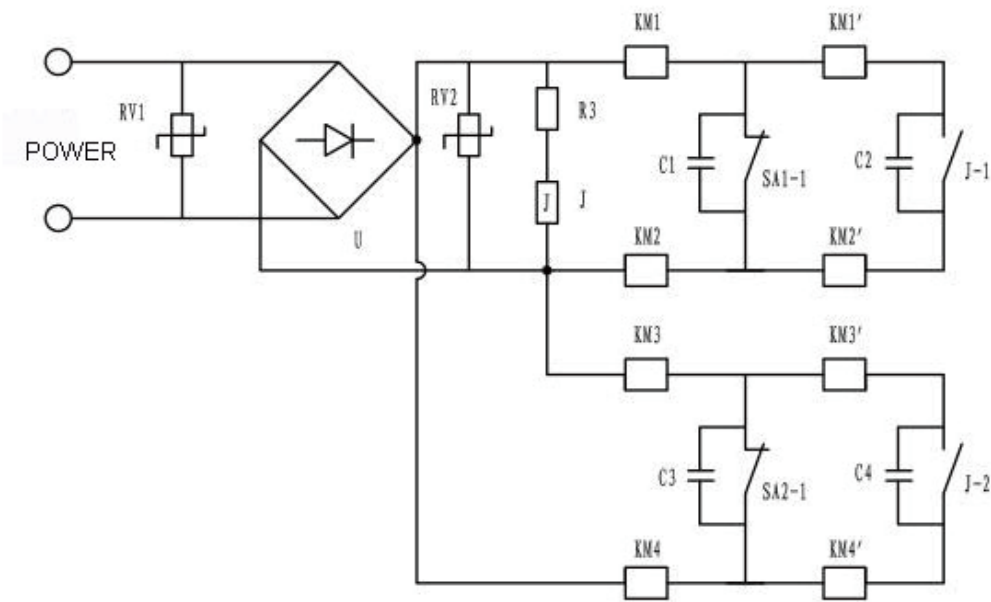 KM1 KM1′
RV1 RV2 R3
POWER
C1 SA1-1 C2 J-1
J J
U KM2 KM2′
KM3 KM3′
C3 SA2-1 C4 J-2
KM4 KM4′